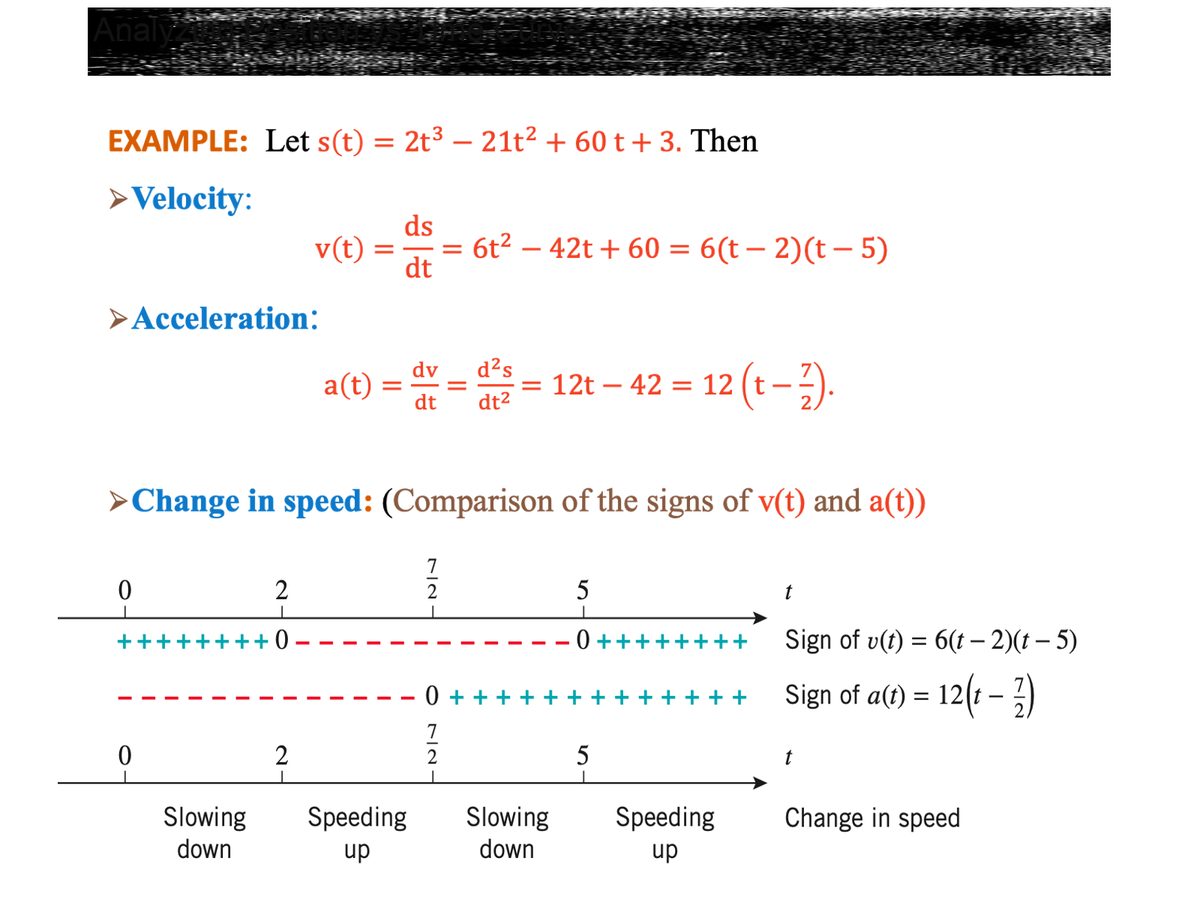 EXAMPLE: Let s(t) = 2t³ − 21t² + 60 t + 3. Then
➢Velocity:
v(t) = ds/dt = 6t² − 42t + 60 = 6(t − 2)(t − 5)
➢Acceleration:
a(t) = dv/dt = d²s/dt² = 12t − 42 = 12 (t − 7/2).
➢Change in speed: (Comparison of the signs of v(t) and a(t))
0 2 7/2 5 t
++++++++0−−−−−−−−−−−−0++++++++ Sign of v(t) = 6(t − 2)(t − 5)
−−−−−−−−−−−−−0+++++++++++++ Sign of a(t) = 12(t − 7/2)
0 2 7/2 5 t
Slowing down Speeding up Slowing down Speeding up Change in speed